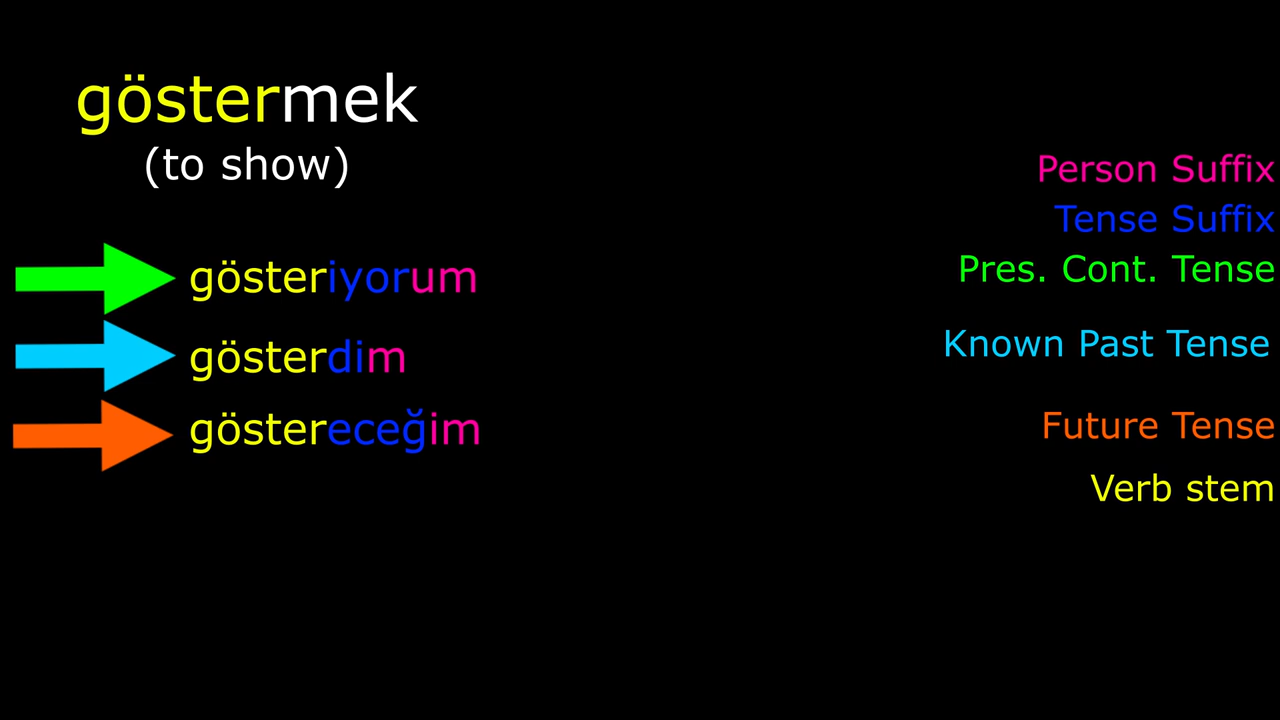 göstermek
(to show)
gösteriyorum
gösterdim
göstereceğim
Person Suffix
Tense Suffix
Pres. Cont. Tense
Known Past Tense
Future Tense
Verb stem